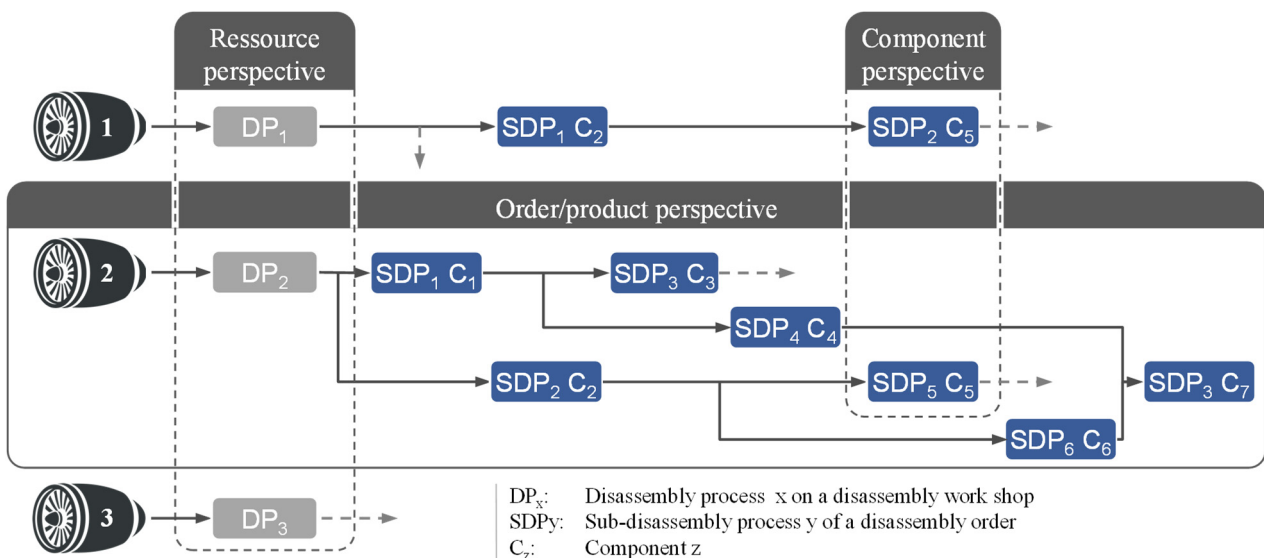 Ressource
perspective
Component
perspective
1 DP₁ SDP₁ C₂ SDP₂ C₅
Order/product perspective
2 DP₂ SDP₁ C₁ SDP₃ C₃
SDP₄ C₄
SDP₂ C₂ SDP₅ C₅ SDP₃ C₇
SDP₆ C₆
3 DP₃
DPₓ: Disassembly process x on a disassembly work shop
SDPy: Sub-disassembly process y of a disassembly order
C_z: Component z